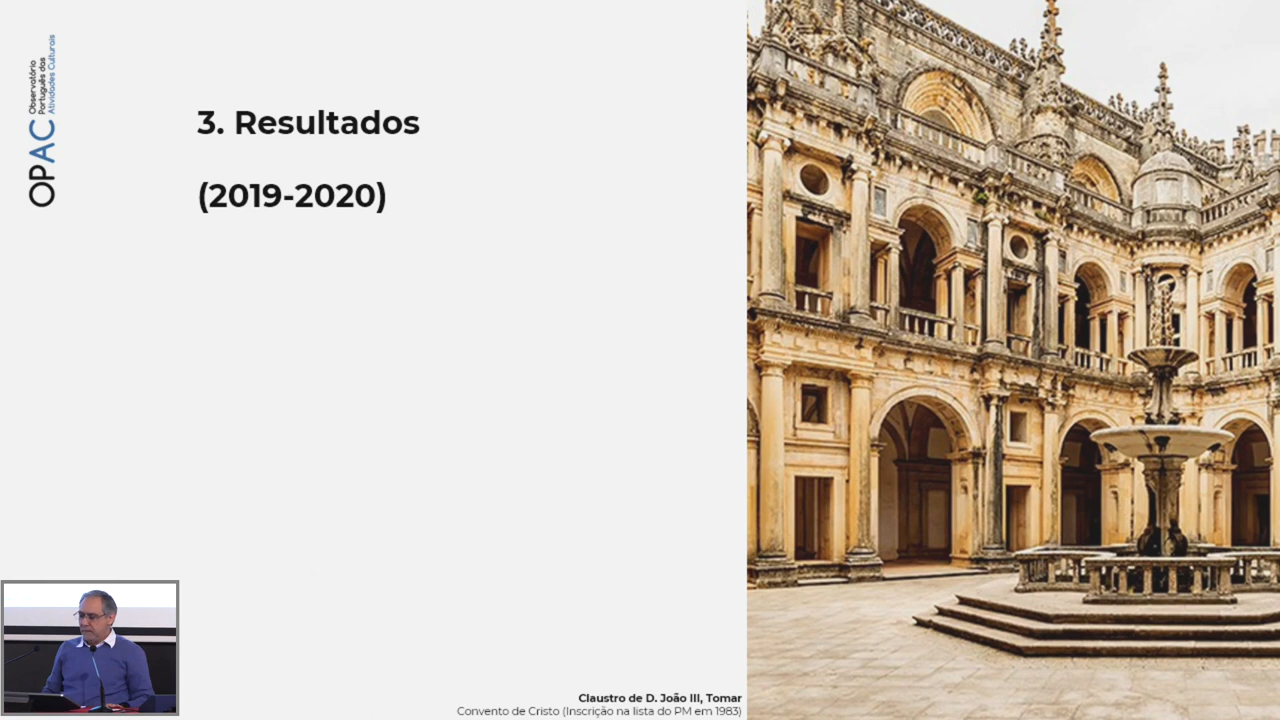 OPAC
Observatório
Português das
Atividades Culturais
3. Resultados
(2019-2020)
Claustro de D. João III, Tomar
Convento de Cristo (Inscrição na lista do PM em 1983)